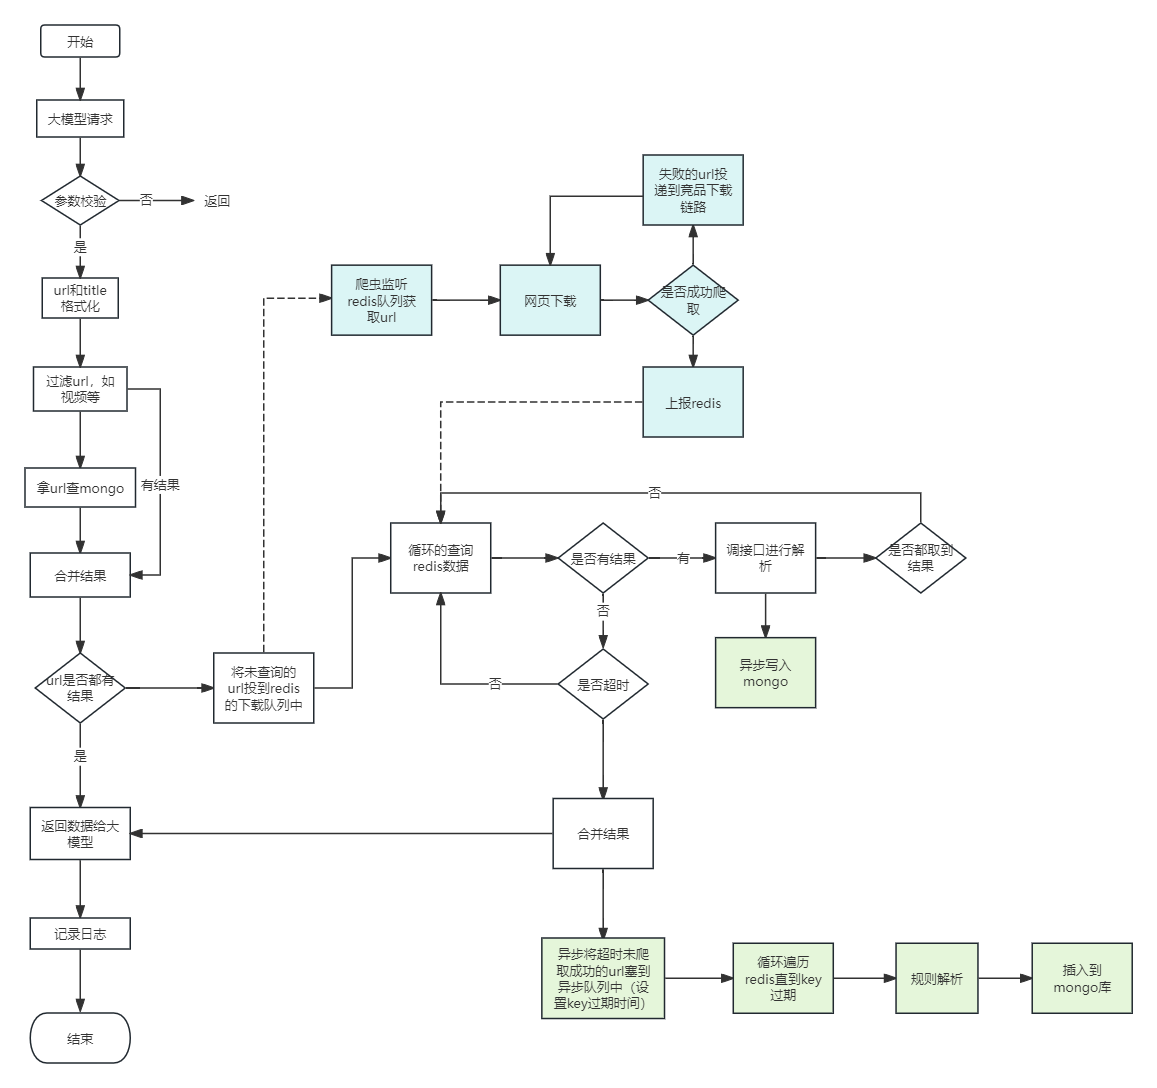 开始
大模型请求
参数校验
否
返回
是
url和title
格式化
过滤url，如
视频等
有结果
拿url查mongo
合并结果
url是否都有
结果
是
返回数据给大
模型
记录日志
结束
将未查询的
url投到redis
的下载队列中
爬虫监听
redis队列获
取url
网页下载
是否成功爬
取
失败的url投
递到竞品下载
链路
上报redis
循环的查询
redis数据
是否有结果
有
调接口进行解
析
是否都取到
结果
否
否
是否超时
否
异步写入
mongo
合并结果
异步将超时未爬
取成功的url塞到
异步队列中（设
置key过期时间）
循环遍历
redis直到key
过期
规则解析
插入到
mongo库